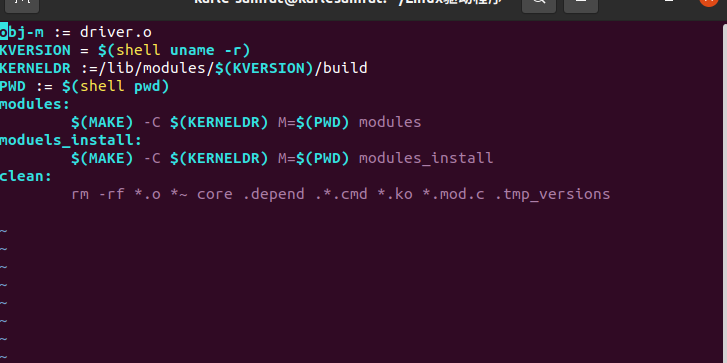 obj-m := driver.o
KVERSION = $(shell uname -r)
KERNELDR :=/lib/modules/$(KVERSION)/build
PWD := $(shell pwd)
modules:
$(MAKE) -C $(KERNELDR) M=$(PWD) modules
moduels_install:
$(MAKE) -C $(KERNELDR) M=$(PWD) modules_install
clean:
rm -rf *.o *~ core .depend .*.cmd *.ko *.mod.c .tmp_versions
~
~
~
~
~
~
~
~